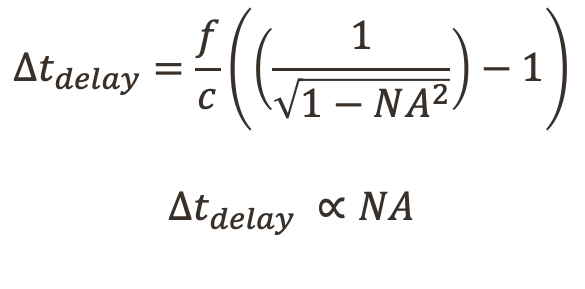 Δt_delay = f/c ((1/√(1 − NA²)) − 1)
Δt_delay ∝ NA